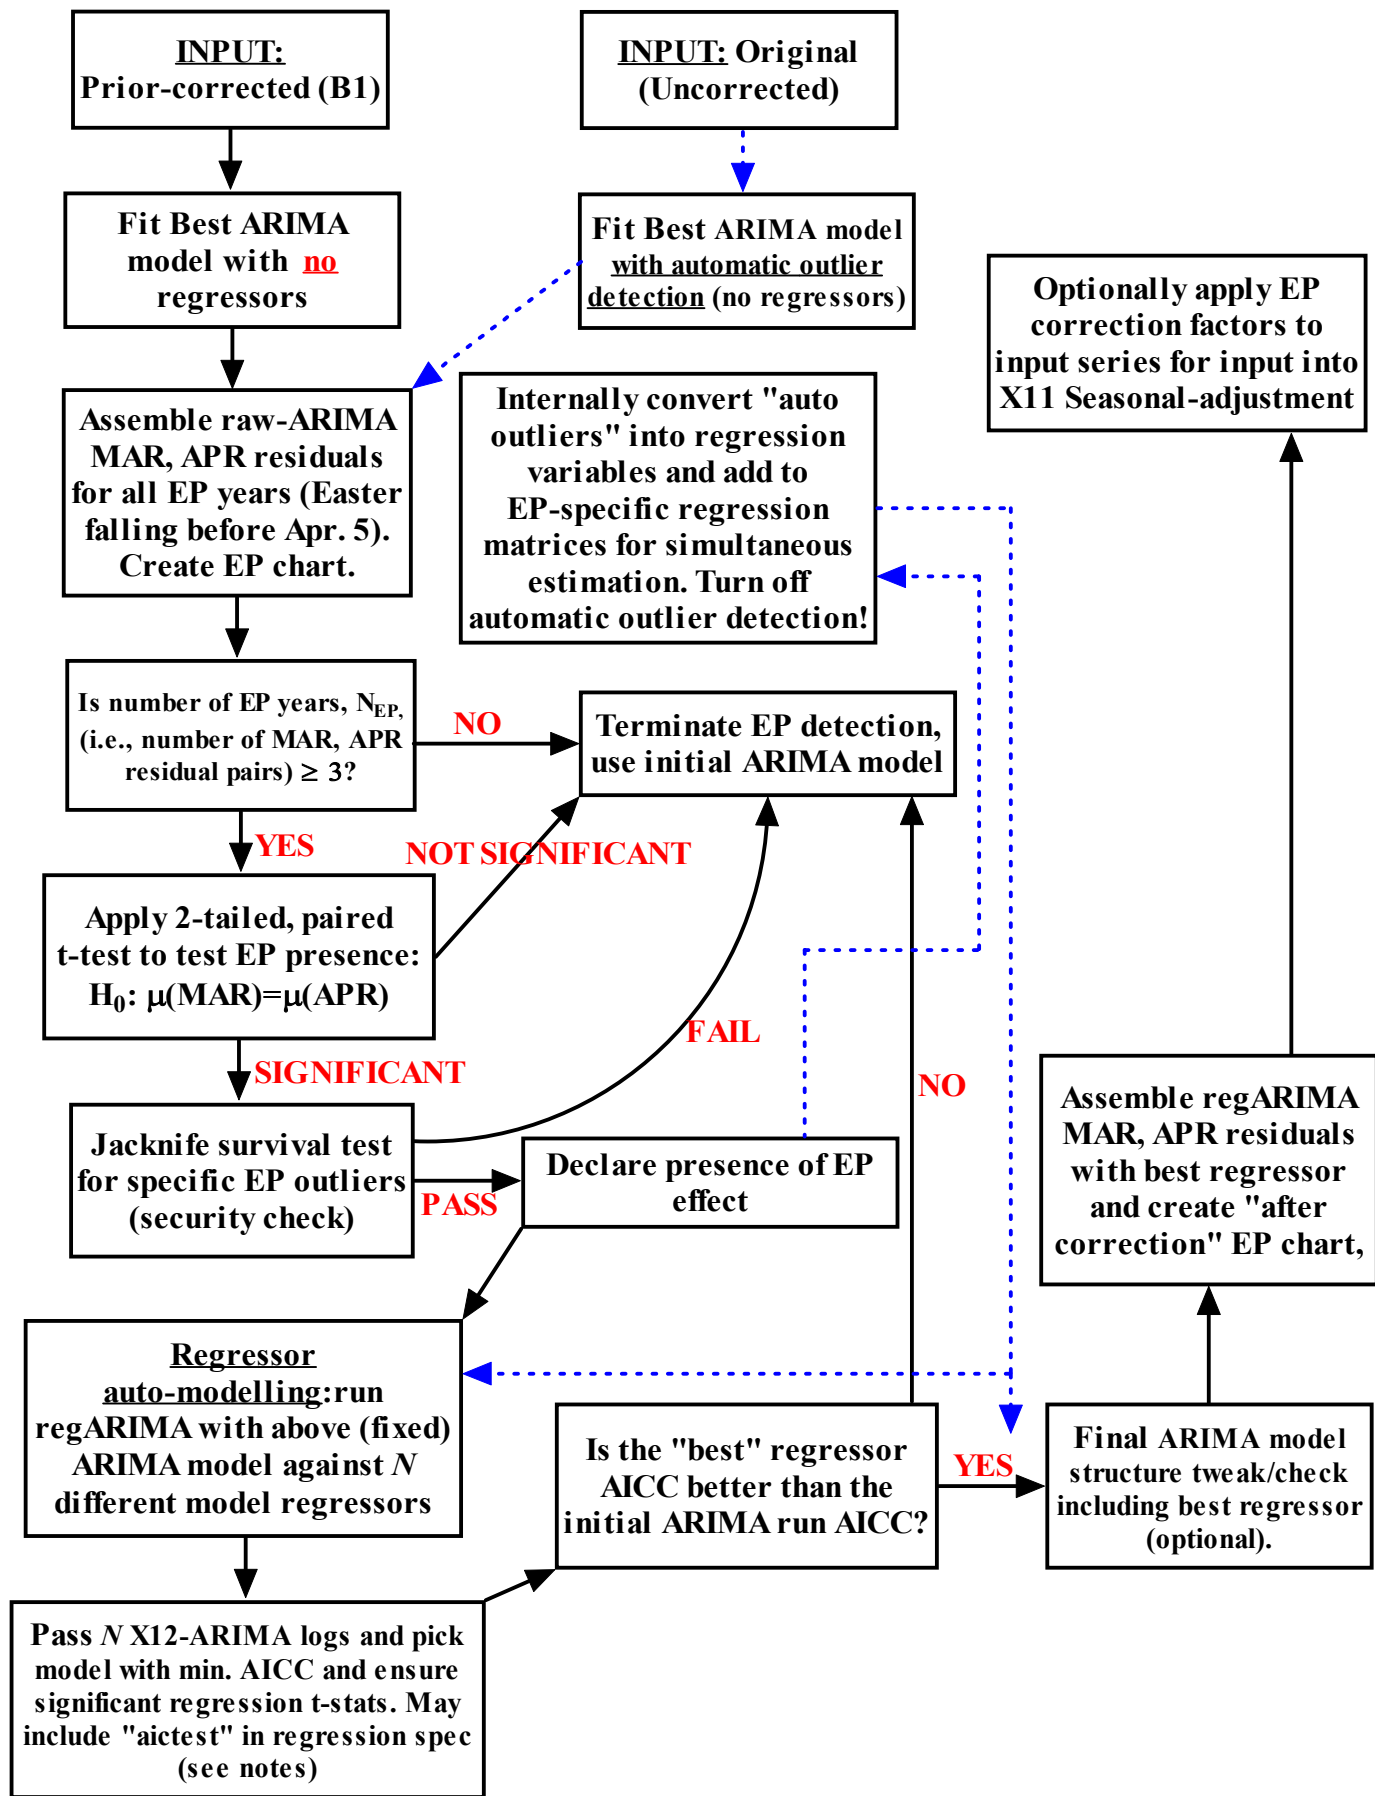 INPUT:
Prior-corrected (B1)
INPUT: Original
(Uncorrected)
Fit Best ARIMA
model with no
regressors
Fit Best ARIMA model
with automatic outlier
detection (no regressors)
Optionally apply EP
correction factors to
input series for input into
X11 Seasonal-adjustment
Assemble raw-ARIMA
MAR, APR residuals
for all EP years (Easter
falling before Apr. 5).
Create EP chart.
Internally convert "auto
outliers" into regression
variables and add to
EP-specific regression
matrices for simultaneous
estimation. Turn off
automatic outlier detection!
Is number of EP years, NEP,
(i.e., number of MAR, APR
residual pairs) ≥ 3?
NO
Terminate EP detection,
use initial ARIMA model
YES
NOT SIGNIFICANT
Apply 2-tailed, paired
t-test to test EP presence:
H0: μ(MAR)=μ(APR)
SIGNIFICANT
FAIL
NO
Jacknife survival test
for specific EP outliers
(security check)
PASS
Declare presence of EP
effect
Assemble regARIMA
MAR, APR residuals
with best regressor
and create "after
correction" EP chart,
Regressor
auto-modelling:run
regARIMA with above (fixed)
ARIMA model against N
different model regressors
Is the "best" regressor
AICC better than the
initial ARIMA run AICC?
YES
Final ARIMA model
structure tweak/check
including best regressor
(optional).
Pass N X12-ARIMA logs and pick
model with min. AICC and ensure
significant regression t-stats. May
include "aictest" in regression spec
(see notes)